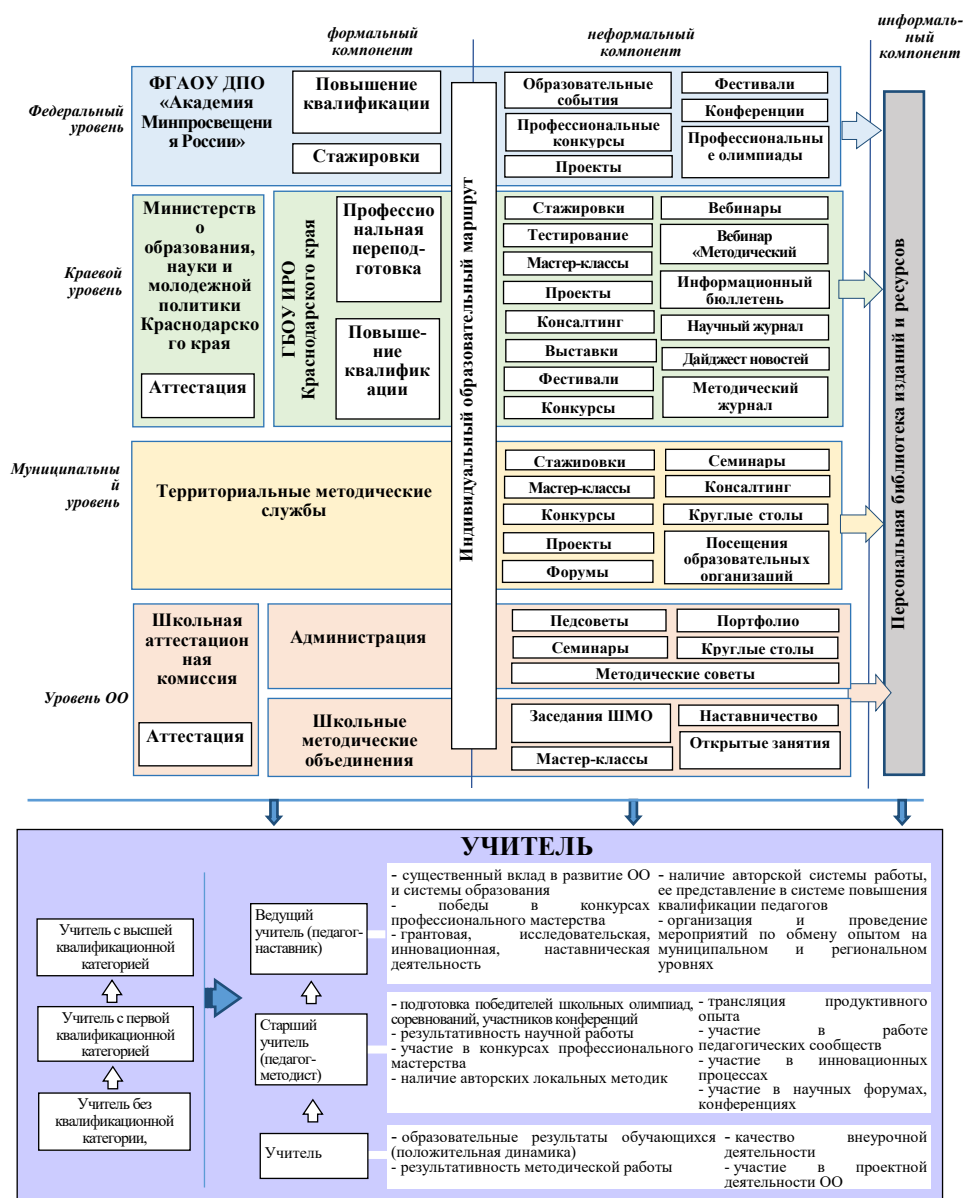 формальный
компонент
неформальный
компонент
информаль-
ный
компонент
Федеральный
уровень
ФГАОУ ДПО
«Академия
Минпросвещени
я России»
Повышение
квалификации
Стажировки
Образовательные
события
Профессиональные
конкурсы
Проекты
Фестивали
Конференции
Профессиональны
е олимпиады
Индивидуальный образовательный маршрут
Персональная библиотека изданий и ресурсов
Краевой
уровень
Министерств
о
образования,
науки и
молодежной
политики
Краснодарско
го края
Аттестация
ГБОУ ИРО
Краснодарского края
Професcио
нальная
перепод-
готовка
Повыше-
ние
квалифик
ации
Стажировки
Тестирование
Мастер-классы
Проекты
Консалтинг
Выставки
Фестивали
Конкурсы
Вебинары
Вебинар
«Методический
Информационный
бюллетень
Научный журнал
Дайджест новостей
Методический
журнал
Муниципальны
й
уровень
Территориальные методические
службы
Стажировки
Мастер-классы
Конкурсы
Проекты
Форумы
Семинары
Консалтинг
Круглые столы
Посещения
образовательных
организаций
Уровень ОО
Школьная
аттестацион
ная
комиссия
Аттестация
Администрация
Педсоветы
Семинары
Портфолио
Круглые столы
Методические советы
Школьные
методические
объединения
Заседания ШМО
Мастер-классы
Наставничество
Открытые занятия
УЧИТЕЛЬ
Учитель с высшей
квалификационной
категорией
Учитель с первой
квалификационной
категорией
Учитель без
квалификационной
категории,
Ведущий
учитель (педагог-
наставник)
- существенный вклад в развитие ОО
и системы образования
- победы в конкурсах
профессионального мастерства
- грантовая, исследовательская,
инновационная, наставническая
деятельность
- наличие авторской системы работы,
ее представление в системе повышения
квалификации педагогов
- организация и проведение
мероприятий по обмену опытом на
муниципальном и региональном
уровнях
Старший
учитель
(педагог-
методист)
- подготовка победителей школьных олимпиад,
соревнований, участников конференций
- результативность научной работы
- участие в конкурсах профессионального
мастерства
- наличие авторских локальных методик
- трансляция продуктивного
опыта
- участие в работе
педагогических сообществ
- участие в инновационных
процессах
- участие в научных форумах,
конференциях
Учитель
- образовательные результаты обучающихся
(положительная динамика)
- результативность методической работы
- качество внеурочной
деятельности
- участие в проектной
деятельности ОО